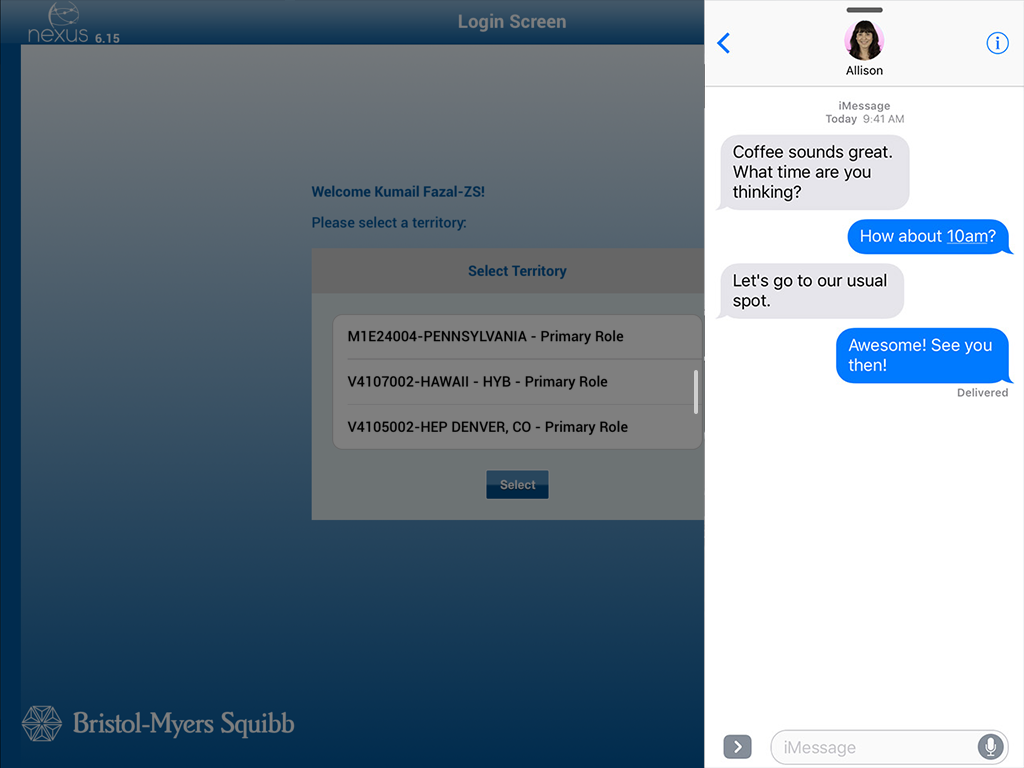 nexus 6.15
Login Screen
Welcome Kumail Fazal-ZS!
Please select a territory:
Select Territory
M1E24004-PENNSYLVANIA - Primary Role
V4107002-HAWAII - HYB - Primary Role
V4105002-HEP DENVER, CO - Primary Role
Select
Bristol-Myers Squibb
Allison
iMessage
Today 9:41 AM
Coffee sounds great.
What time are you
thinking?
How about 10am?
Let's go to our usual
spot.
Awesome! See you
then!
Delivered
iMessage